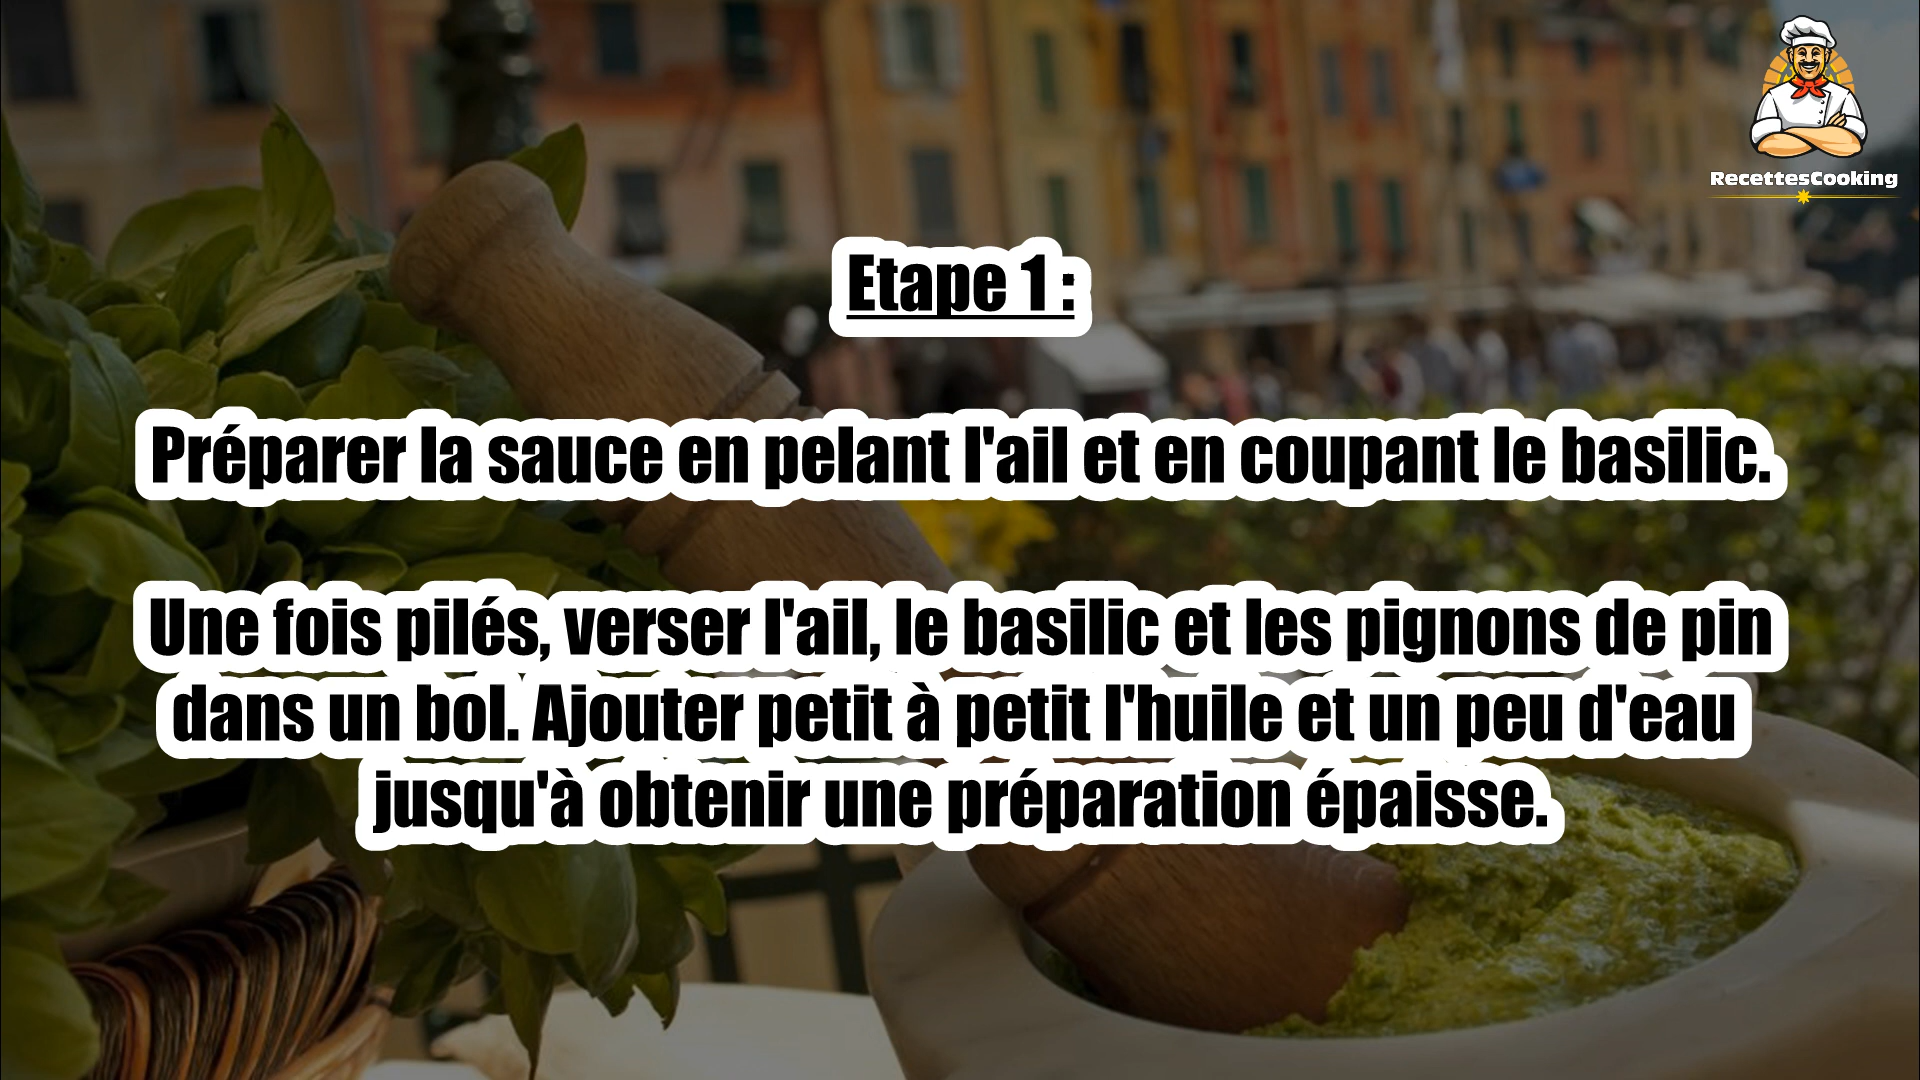 RecettesCooking
Etape 1 :
Préparer la sauce en pelant l'ail et en coupant le basilic.
Une fois pilés, verser l'ail, le basilic et les pignons de pin
dans un bol. Ajouter petit à petit l'huile et un peu d'eau
jusqu'à obtenir une préparation épaisse.